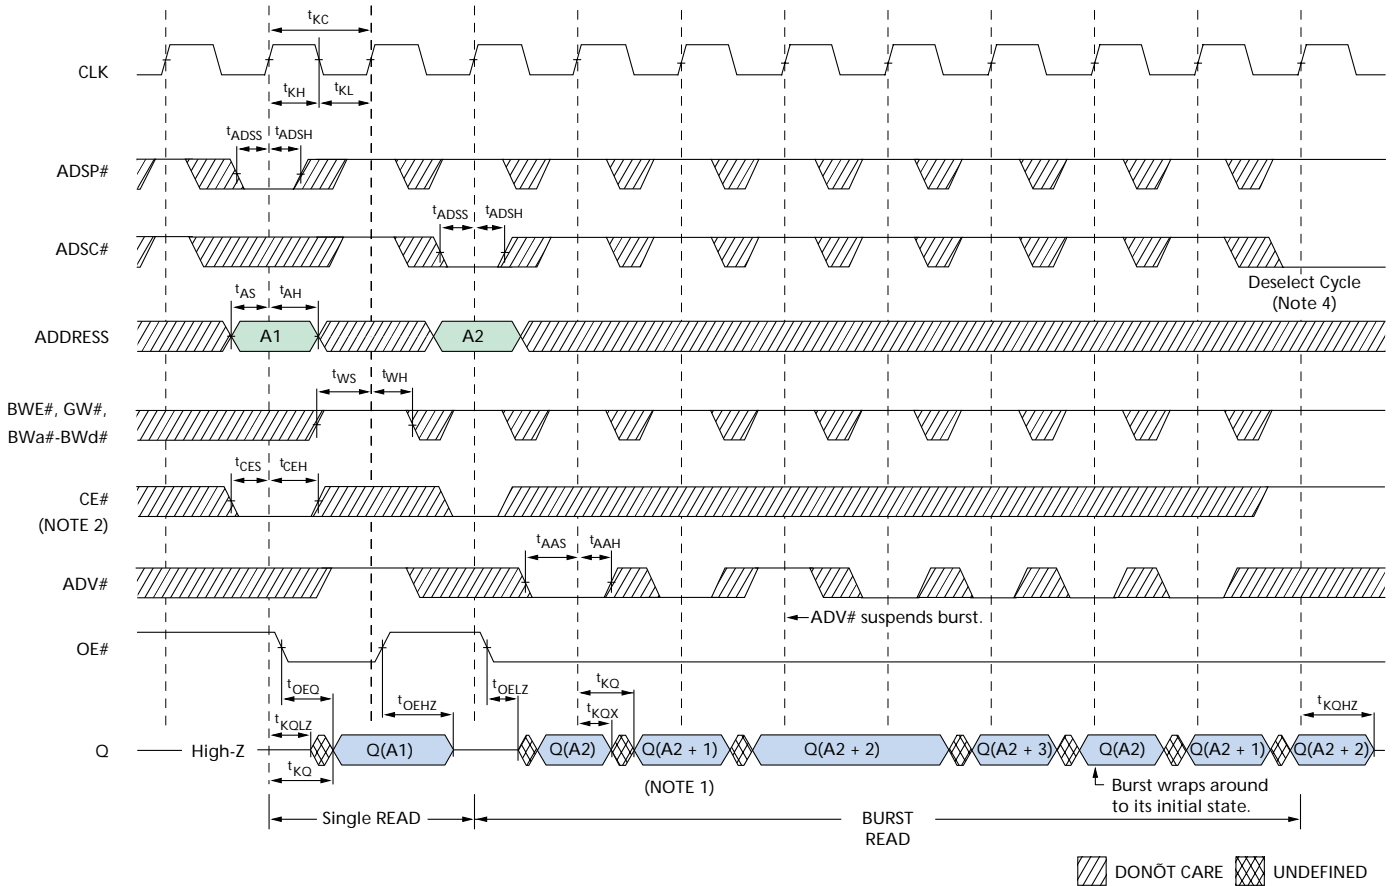 tKC
CLK
tKH tKL
tADSS tADSH
ADSP#
tADSS tADSH
ADSC#
Deselect Cycle
(Note 4)
tAS tAH
ADDRESS A1 A2
tWS tWH
BWE#, GW#,
BWa#-BWd#
tCES tCEH
CE#
(NOTE 2)
tAAS tAAH
ADV#
ADV# suspends burst.
OE#
tOEQ tOEHZ tOELZ tKQ
tKQLZ tKQX tKQHZ
Q High-Z Q(A1) Q(A2) Q(A2 + 1) Q(A2 + 2) Q(A2 + 3) Q(A2) Q(A2 + 1) Q(A2 + 2)
tKQ
(NOTE 1)
Burst wraps around
to its initial state.
Single READ BURST
READ
DONÕT CARE UNDEFINED